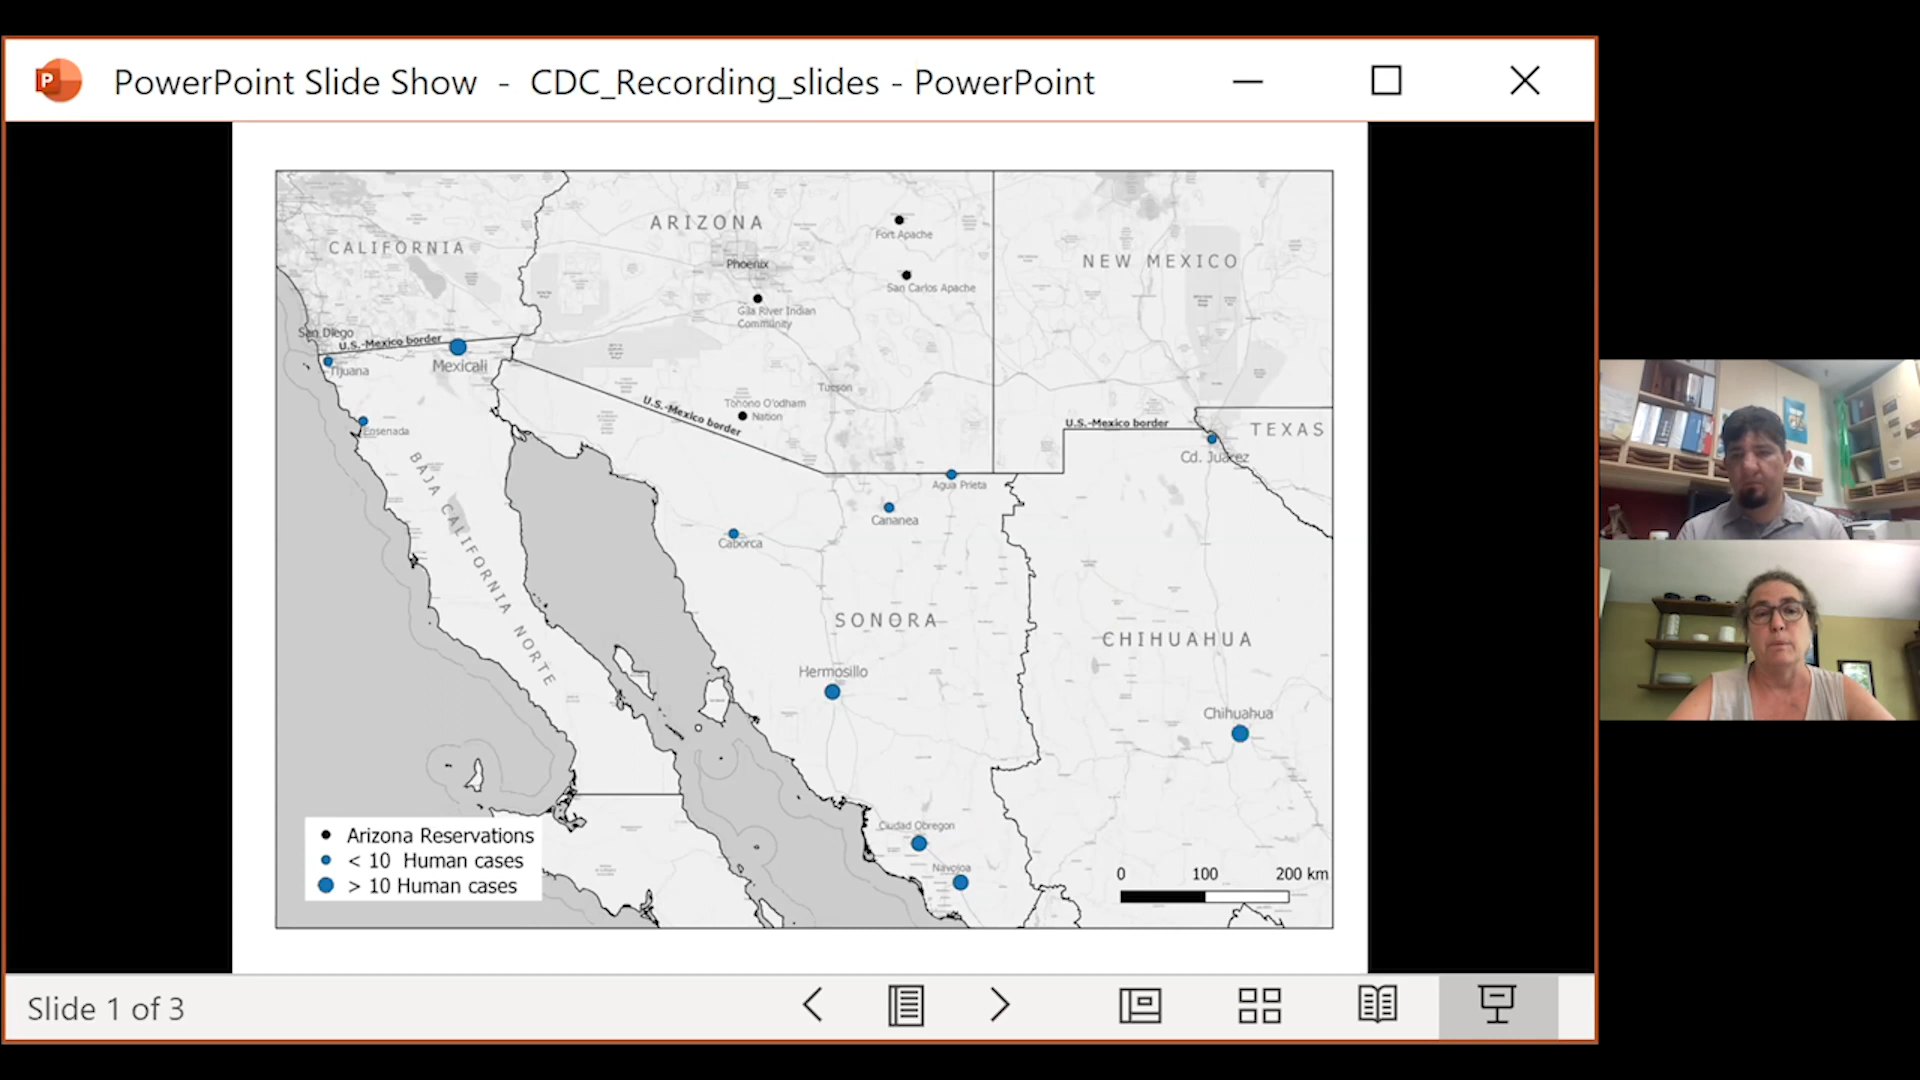 PowerPoint Slide Show - CDC_Recording_slides - PowerPoint
ARIZONA
Fort Apache
CALIFORNIA
NEW MEXICO
Phoenix
San Carlos Apache
Gila River Indian
Community
San Diego
U.S.-Mexico border
Mexicali
Tijuana
Tucson
Tohono O'odham
Nation
U.S.-Mexico border
U.S.-Mexico border
TEXAS
Ensenada
Cd. Juárez
BAJA CALIFORNIA NORTE
Agua Prieta
Cananea
Caborca
SONORA
CHIHUAHUA
Hermosillo
Chihuahua
Ciudad Obregon
Navojoa
Arizona Reservations
< 10 Human cases
> 10 Human cases
0 100 200 km
Slide 1 of 3